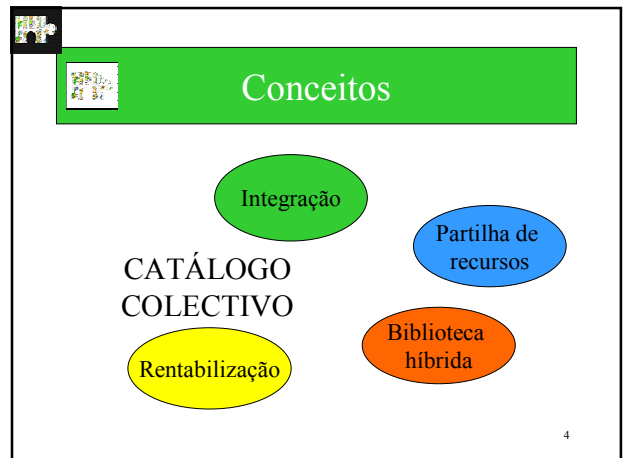 Conceitos
Integração
Partilha de
recursos
CATÁLOGO
COLECTIVO
Biblioteca
híbrida
Rentabilização
4